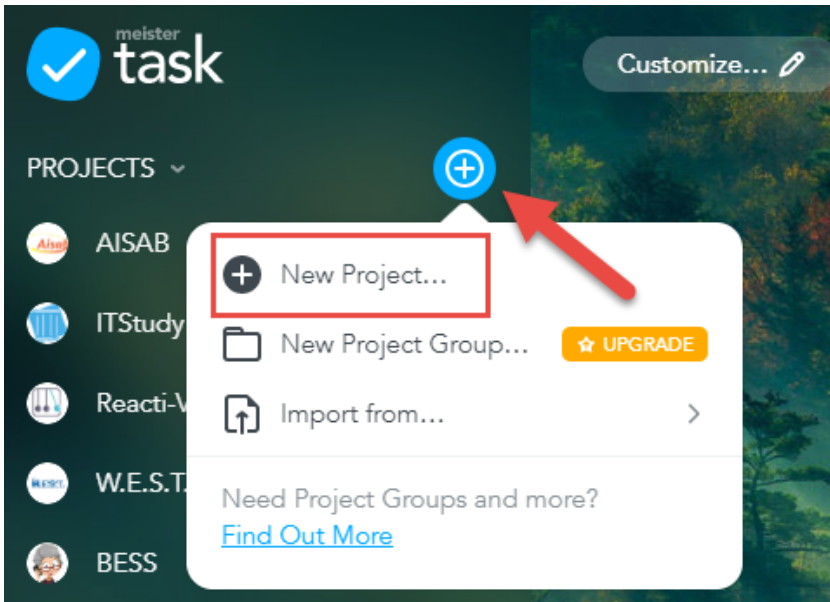 meister
task
Customize...
PROJECTS
AISAB
ITStudy
Reacti-V
W.E.S.T.
BESS
New Project...
New Project Group...
UPGRADE
Import from...
Need Project Groups and more?
Find Out More